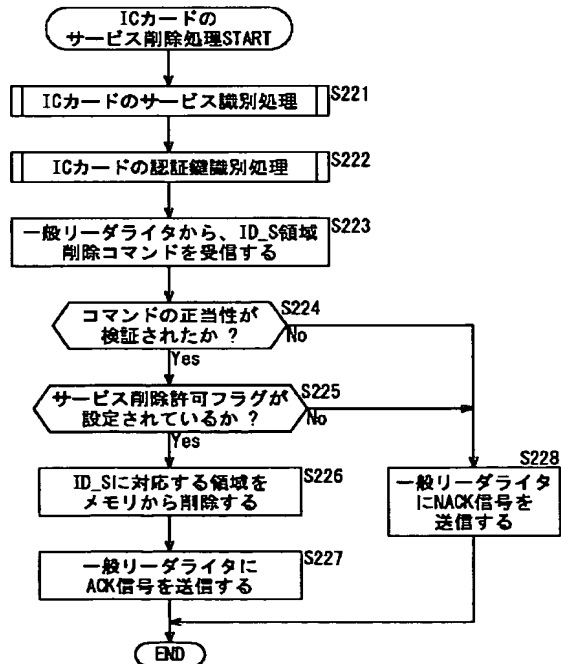 ICカードの
サービス削除処理START
ICカードのサービス識別処理
S221
ICカードの認証鍵識別処理
S222
一般リーダライタから、ID_S領域
削除コマンドを受信する
S223
コマンドの正当性が
検証されたか ?
S224
No
Yes
サービス削除許可フラグが
設定されているか ?
S225
No
Yes
ID_Sに対応する領域を
メモリから削除する
S226
一般リーダライタ
にNACK信号を
送信する
S228
一般リーダライタに
ACK信号を送信する
S227
END